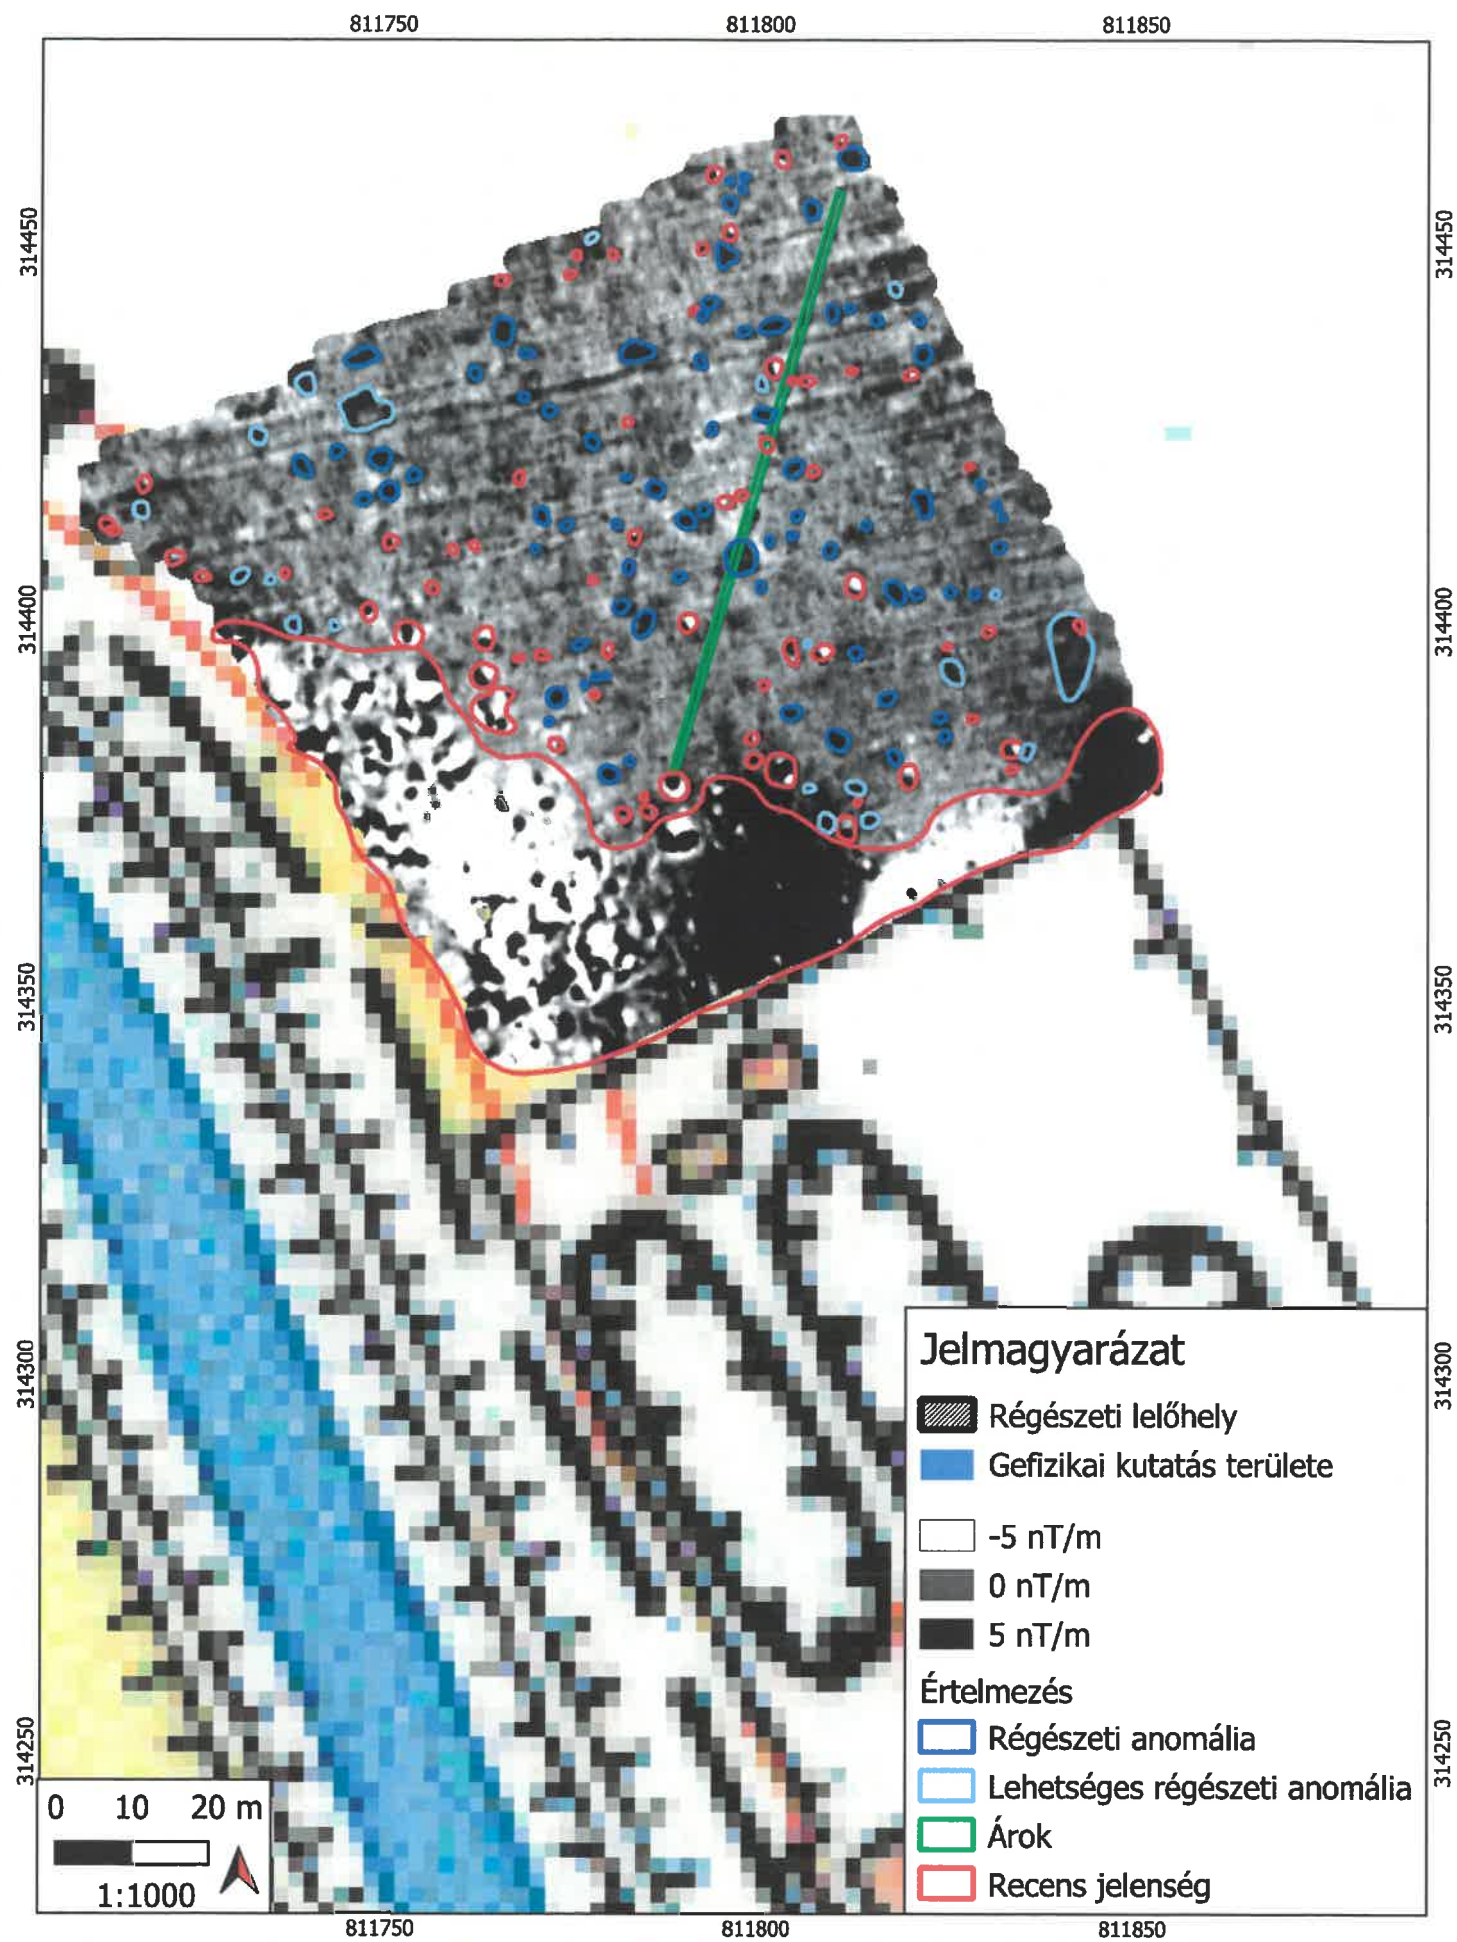 811750 811800 811850
314450 314450
314400 314400
314350 314350
314300 314300
314250 314250
Jelmagyarázat
Régészeti lelőhely
Gefizikai kutatás területe
-5 nT/m
0 nT/m
5 nT/m
Értelmezés
Régészeti anomália
Lehetséges régészeti anomália
Árok
Recens jelenség
0 10 20 m
1:1000
811750 811800 811850